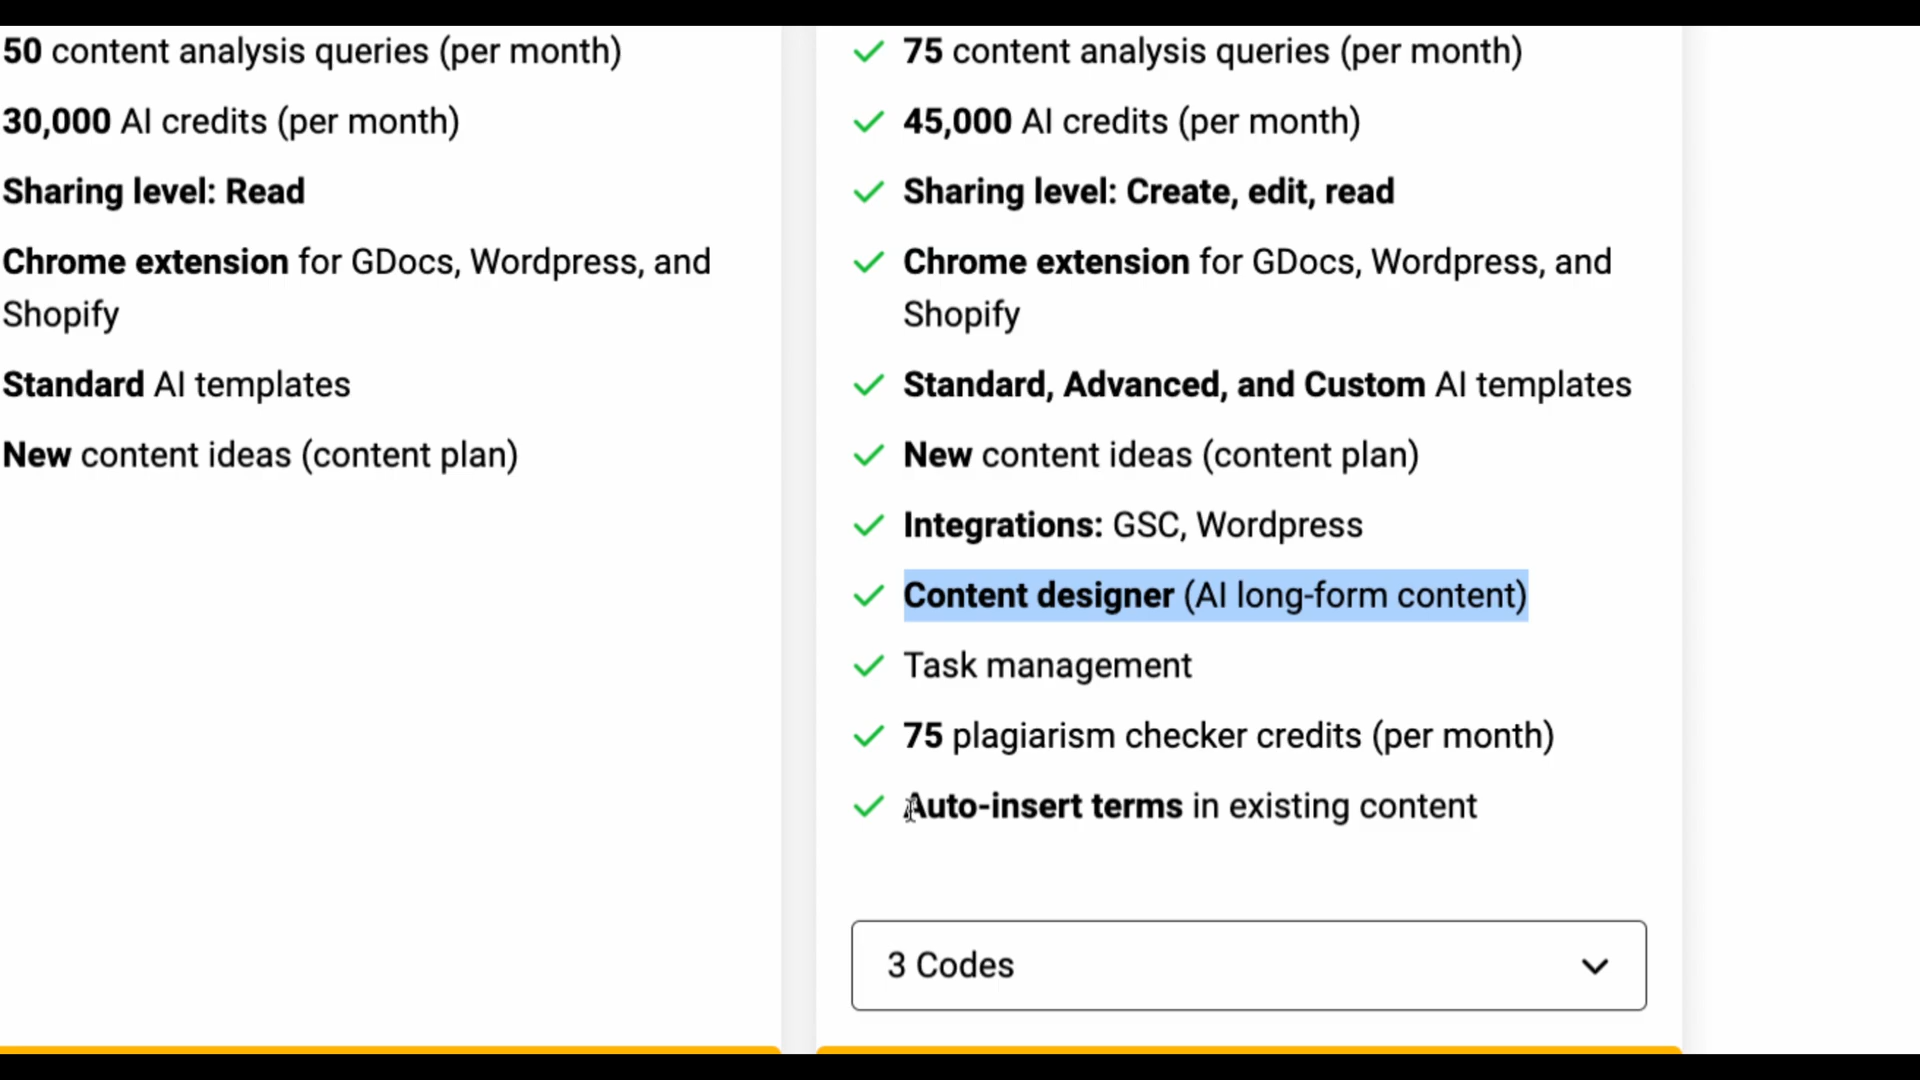 50 content analysis queries (per month)
30,000 AI credits (per month)
Sharing level: Read
Chrome extension for GDocs, Wordpress, and
Shopify
Standard AI templates
New content ideas (content plan)
75 content analysis queries (per month)
45,000 AI credits (per month)
Sharing level: Create, edit, read
Chrome extension for GDocs, Wordpress, and
Shopify
Standard, Advanced, and Custom AI templates
New content ideas (content plan)
Integrations: GSC, Wordpress
Content designer (AI long-form content)
Task management
75 plagiarism checker credits (per month)
Auto-insert terms in existing content
3 Codes